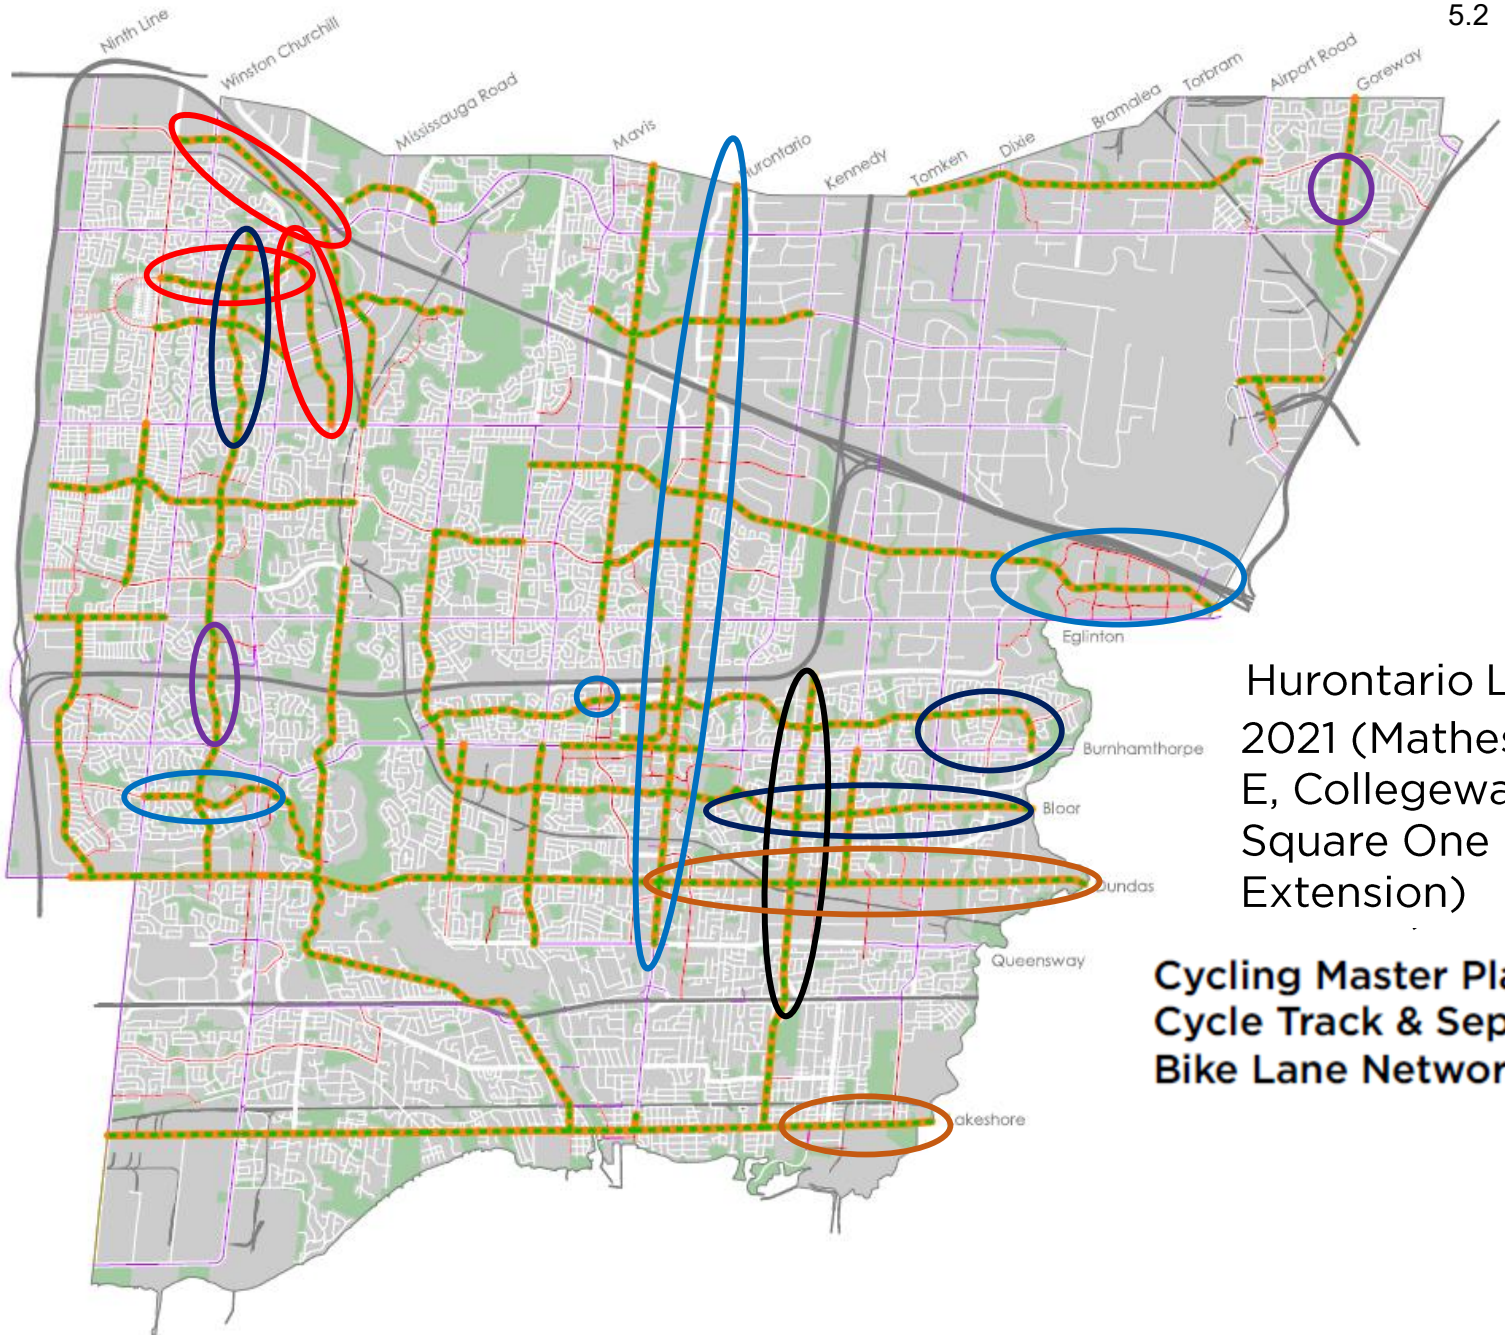 5.2
Ninth Line
Winston Churchill
Mississauga Road
Mavis
Kennedy
Tomken
Dixie
Bramalea
Torbram
Airport Road
Goreway
Eglinton
Hurontario L
2021 (Mathes
E, Collegewa
Square One
Extension)
Burnhamthorpe
Bloor
Dundas
Queensway
Cycling Master Pla
Cycle Track & Sep
Bike Lane Networ
akeshore